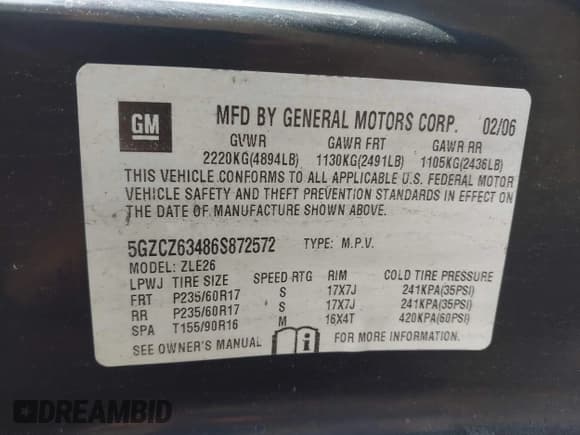 GM
MFD BY GENERAL MOTORS CORP. 02/06
GVWR GAWR FRT GAWR RR
2220KG(4894LB) 1130KG(2491LB) 1105KG(2436LB)
THIS VEHICLE CONFORMS TO ALL APPLICABLE U.S. FEDERAL MOTOR
VEHICLE SAFETY AND THEFT PREVENTION STANDARDS IN EFFECT ON
THE DATE OF MANUFACTURE SHOWN ABOVE.
5GZCZ63486S872572 TYPE: M.P.V.
MODEL: ZLE26
LPWJ TIRE SIZE SPEED RTG RIM COLD TIRE PRESSURE
FRT P235/60R17 S 17X7J 241KPA(35PSI)
RR P235/60R17 S 17X7J 241KPA(35PSI)
SPA T155/90R16 M 16X4T 420KPA(60PSI)
SEE OWNER'S MANUAL i FOR MORE INFORMATION.
DREAMBID